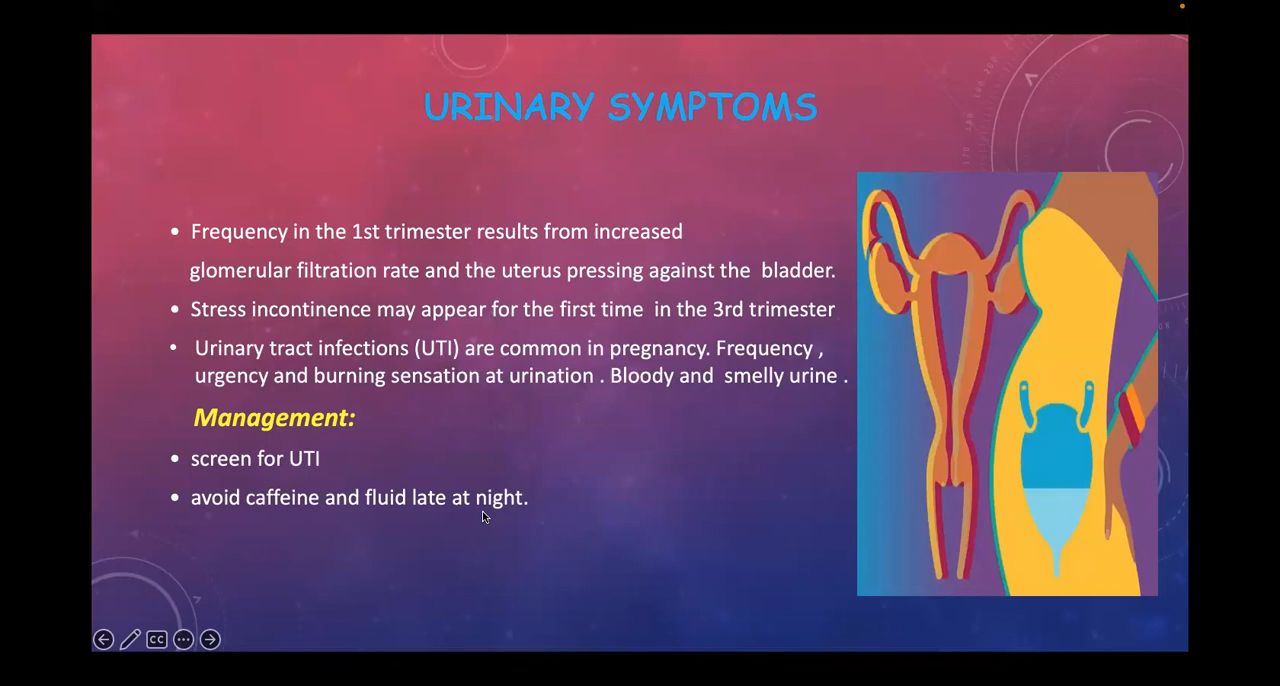 URINARY SYMPTOMS
• Frequency in the 1st trimester results from increased
glomerular filtration rate and the uterus pressing against the bladder.
• Stress incontinence may appear for the first time in the 3rd trimester
• Urinary tract infections (UTI) are common in pregnancy. Frequency ,
urgency and burning sensation at urination . Bloody and smelly urine .
Management:
• screen for UTI
• avoid caffeine and fluid late at night.
CC